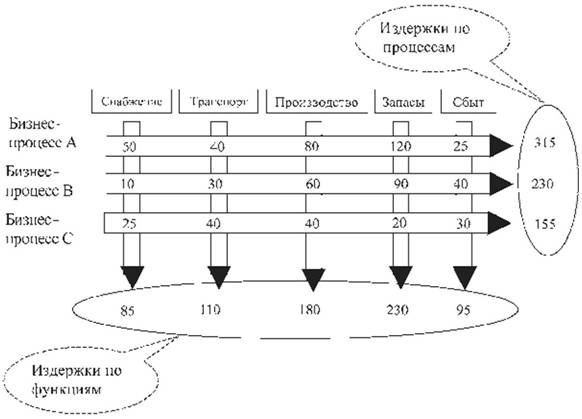 Издержки по
процессам
Снабжение Транспорт Производство Запасы Сбыт
Бизнес-
процесс А 50 40 80 120 25 315
Бизнес-
процесс В 10 30 60 90 40 230
Бизнес-
процесс С 25 40 40 20 30 155
85 110 180 230 95
Издержки по
функциям